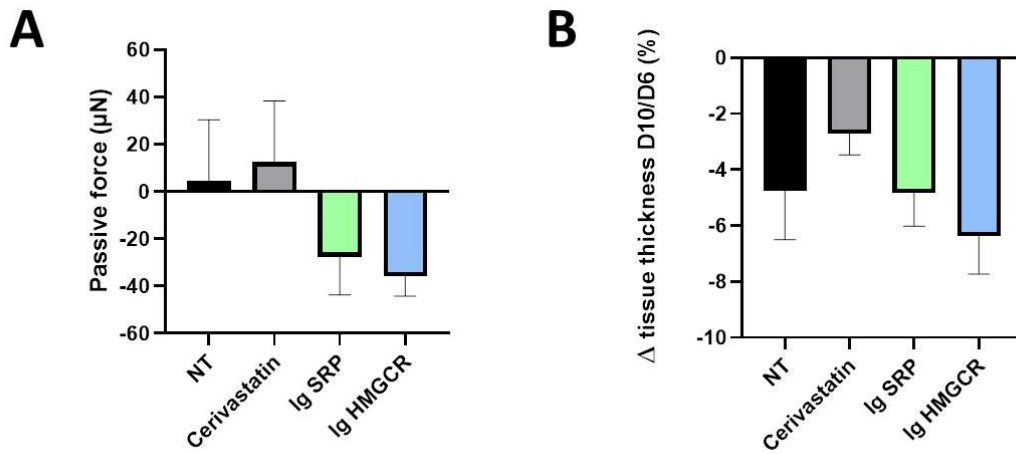 A
Passive force (µN)
60
40
20
0
-20
-40
-60
NT
Cerivastatin
Ig SRP
Ig HMGCR
B
Δ tissue thickness D10/D6 (%)
0
-2
-4
-6
-8
-10
NT
Cerivastatin
Ig SRP
Ig HMGCR